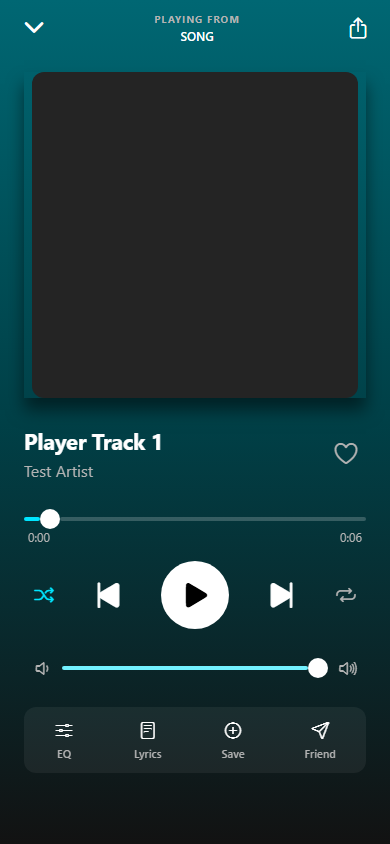 PLAYING FROM
SONG
Player Track 1
Test Artist
0:00 0:06
EQ Lyrics Save Friend